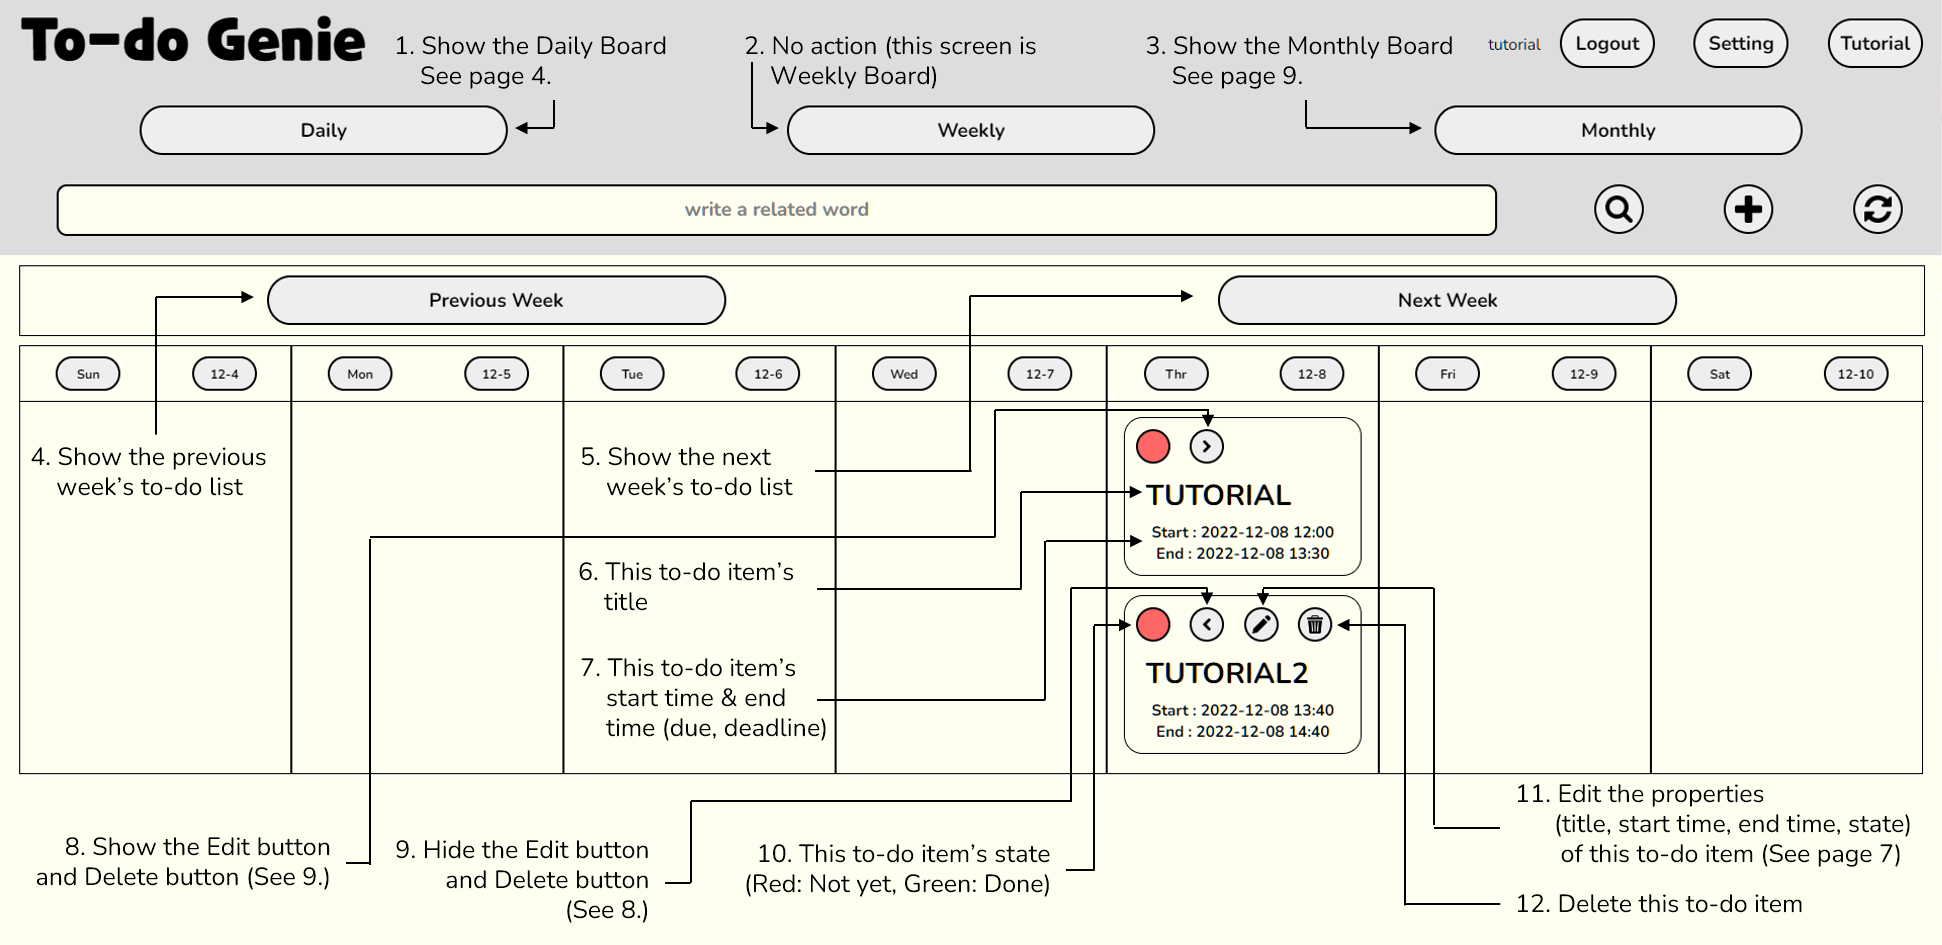 To-do Genie
1. Show the Daily Board
See page 4.
2. No action (this screen is
Weekly Board)
3. Show the Monthly Board
See page 9.
tutorial
Logout
Setting
Tutorial
Daily
Weekly
Monthly
write a related word
Previous Week
Next Week
Sun
12-4
Mon
12-5
Tue
12-6
Wed
12-7
Thr
12-8
Fri
12-9
Sat
12-10
4. Show the previous
week's to-do list
5. Show the next
week's to-do list
TUTORIAL
Start : 2022-12-08 12:00
End : 2022-12-08 13:30
6. This to-do item's
title
7. This to-do item's
start time & end
time (due, deadline)
TUTORIAL2
Start : 2022-12-08 13:40
End : 2022-12-08 14:40
8. Show the Edit button
and Delete button (See 9.)
9. Hide the Edit button
and Delete button
(See 8.)
10. This to-do item's state
(Red: Not yet, Green: Done)
11. Edit the properties
(title, start time, end time, state)
of this to-do item (See page 7)
12. Delete this to-do item